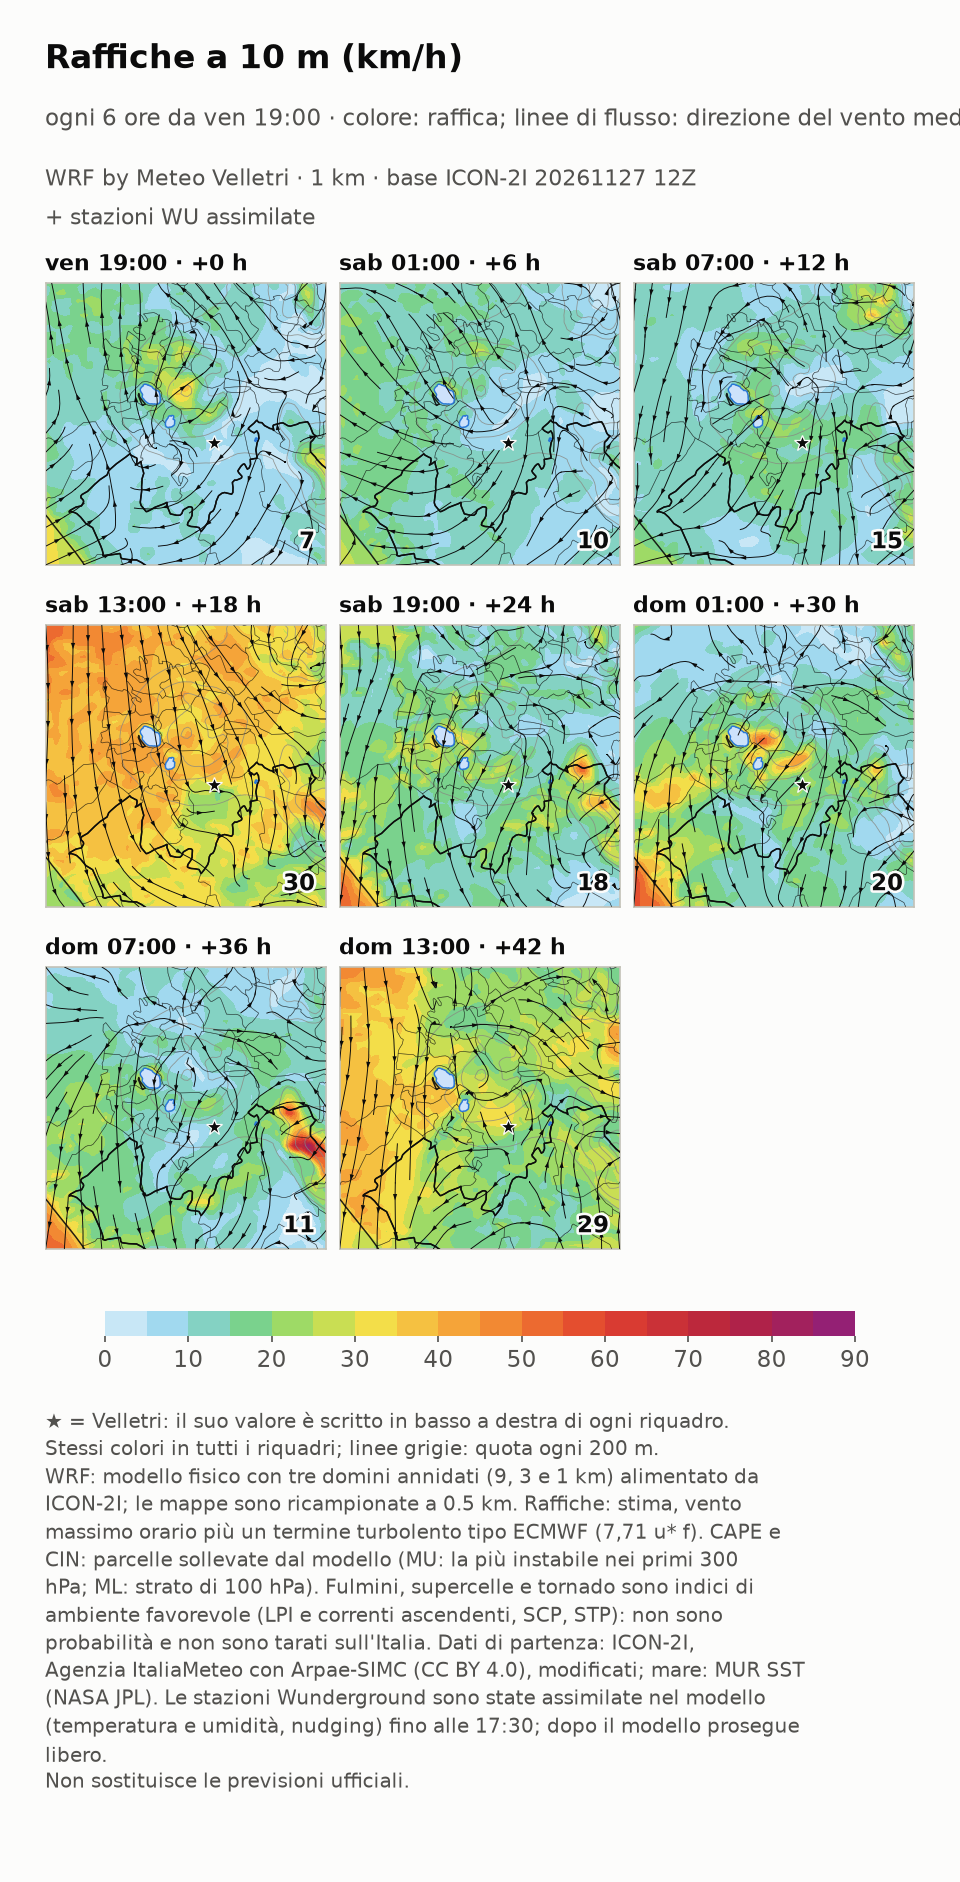 Raffiche a 10 m (km/h)
ogni 6 ore da ven 19:00 · colore: raffica; linee di flusso: direzione del vento med
WRF by Meteo Velletri · 1 km · base ICON-2I 20261127 12Z
+ stazioni WU assimilate
ven 19:00 · +0 h
sab 01:00 · +6 h
sab 07:00 · +12 h
7
10
15
sab 13:00 · +18 h
sab 19:00 · +24 h
dom 01:00 · +30 h
30
18
20
dom 07:00 · +36 h
dom 13:00 · +42 h
11
29
0 10 20 30 40 50 60 70 80 90
★ = Velletri: il suo valore è scritto in basso a destra di ogni riquadro.
Stessi colori in tutti i riquadri; linee grigie: quota ogni 200 m.
WRF: modello fisico con tre domini annidati (9, 3 e 1 km) alimentato da
ICON-2I; le mappe sono ricampionate a 0.5 km. Raffiche: stima, vento
massimo orario più un termine turbolento tipo ECMWF (7,71 u* f). CAPE e
CIN: parcelle sollevate dal modello (MU: la più instabile nei primi 300
hPa; ML: strato di 100 hPa). Fulmini, supercelle e tornado sono indici di
ambiente favorevole (LPI e correnti ascendenti, SCP, STP): non sono
probabilità e non sono tarati sull'Italia. Dati di partenza: ICON-2I,
Agenzia ItaliaMeteo con Arpae-SIMC (CC BY 4.0), modificati; mare: MUR SST
(NASA JPL). Le stazioni Wunderground sono state assimilate nel modello
(temperatura e umidità, nudging) fino alle 17:30; dopo il modello prosegue
libero.
Non sostituisce le previsioni ufficiali.